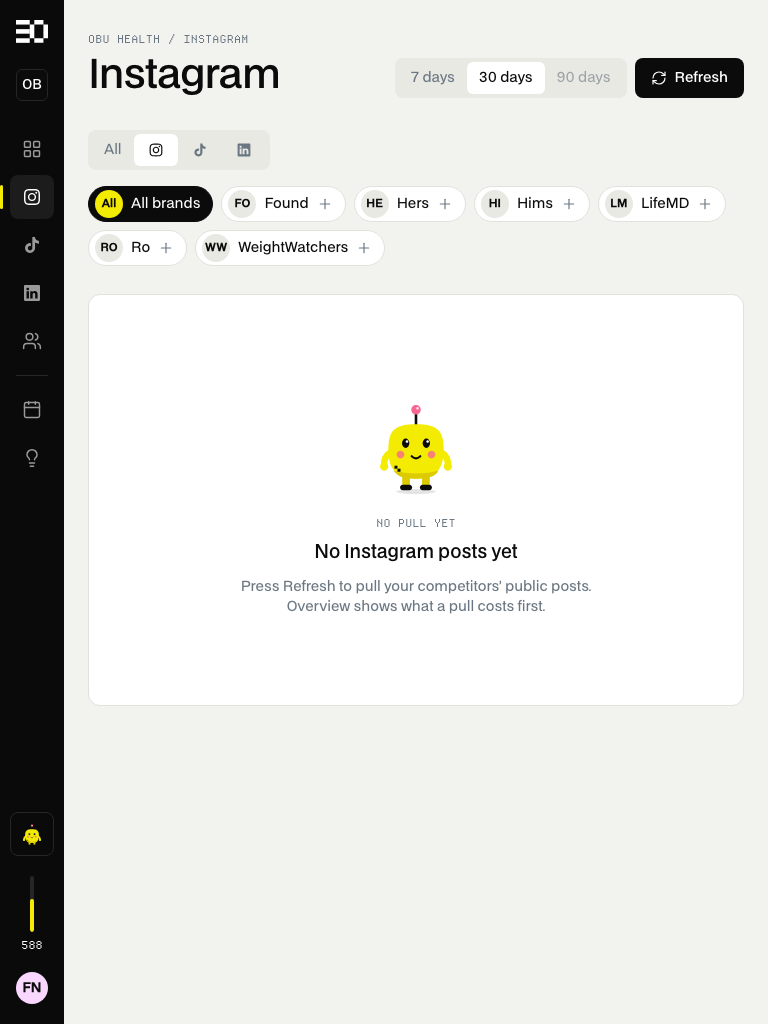 OB
OBU HEALTH / INSTAGRAM
Instagram
7 days
30 days
90 days
Refresh
All
All All brands
FO Found
HE Hers
HI Hims
LM LifeMD
RO Ro
WW WeightWatchers
NO PULL YET
No Instagram posts yet
Press Refresh to pull your competitors' public posts.
Overview shows what a pull costs first.
588
FN